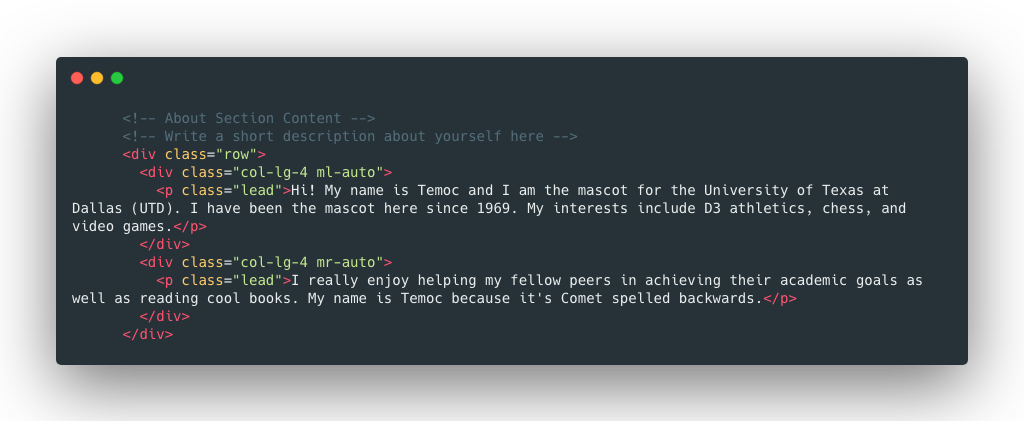 <!-- About Section Content -->
<!-- Write a short description about yourself here -->
<div class="row">
<div class="col-lg-4 ml-auto">
<p class="lead">Hi! My name is Temoc and I am the mascot for the University of Texas at
Dallas (UTD). I have been the mascot here since 1969. My interests include D3 athletics, chess, and
video games.</p>
</div>
<div class="col-lg-4 mr-auto">
<p class="lead">I really enjoy helping my fellow peers in achieving their academic goals as
well as reading cool books. My name is Temoc because it's Comet spelled backwards.</p>
</div>
</div>